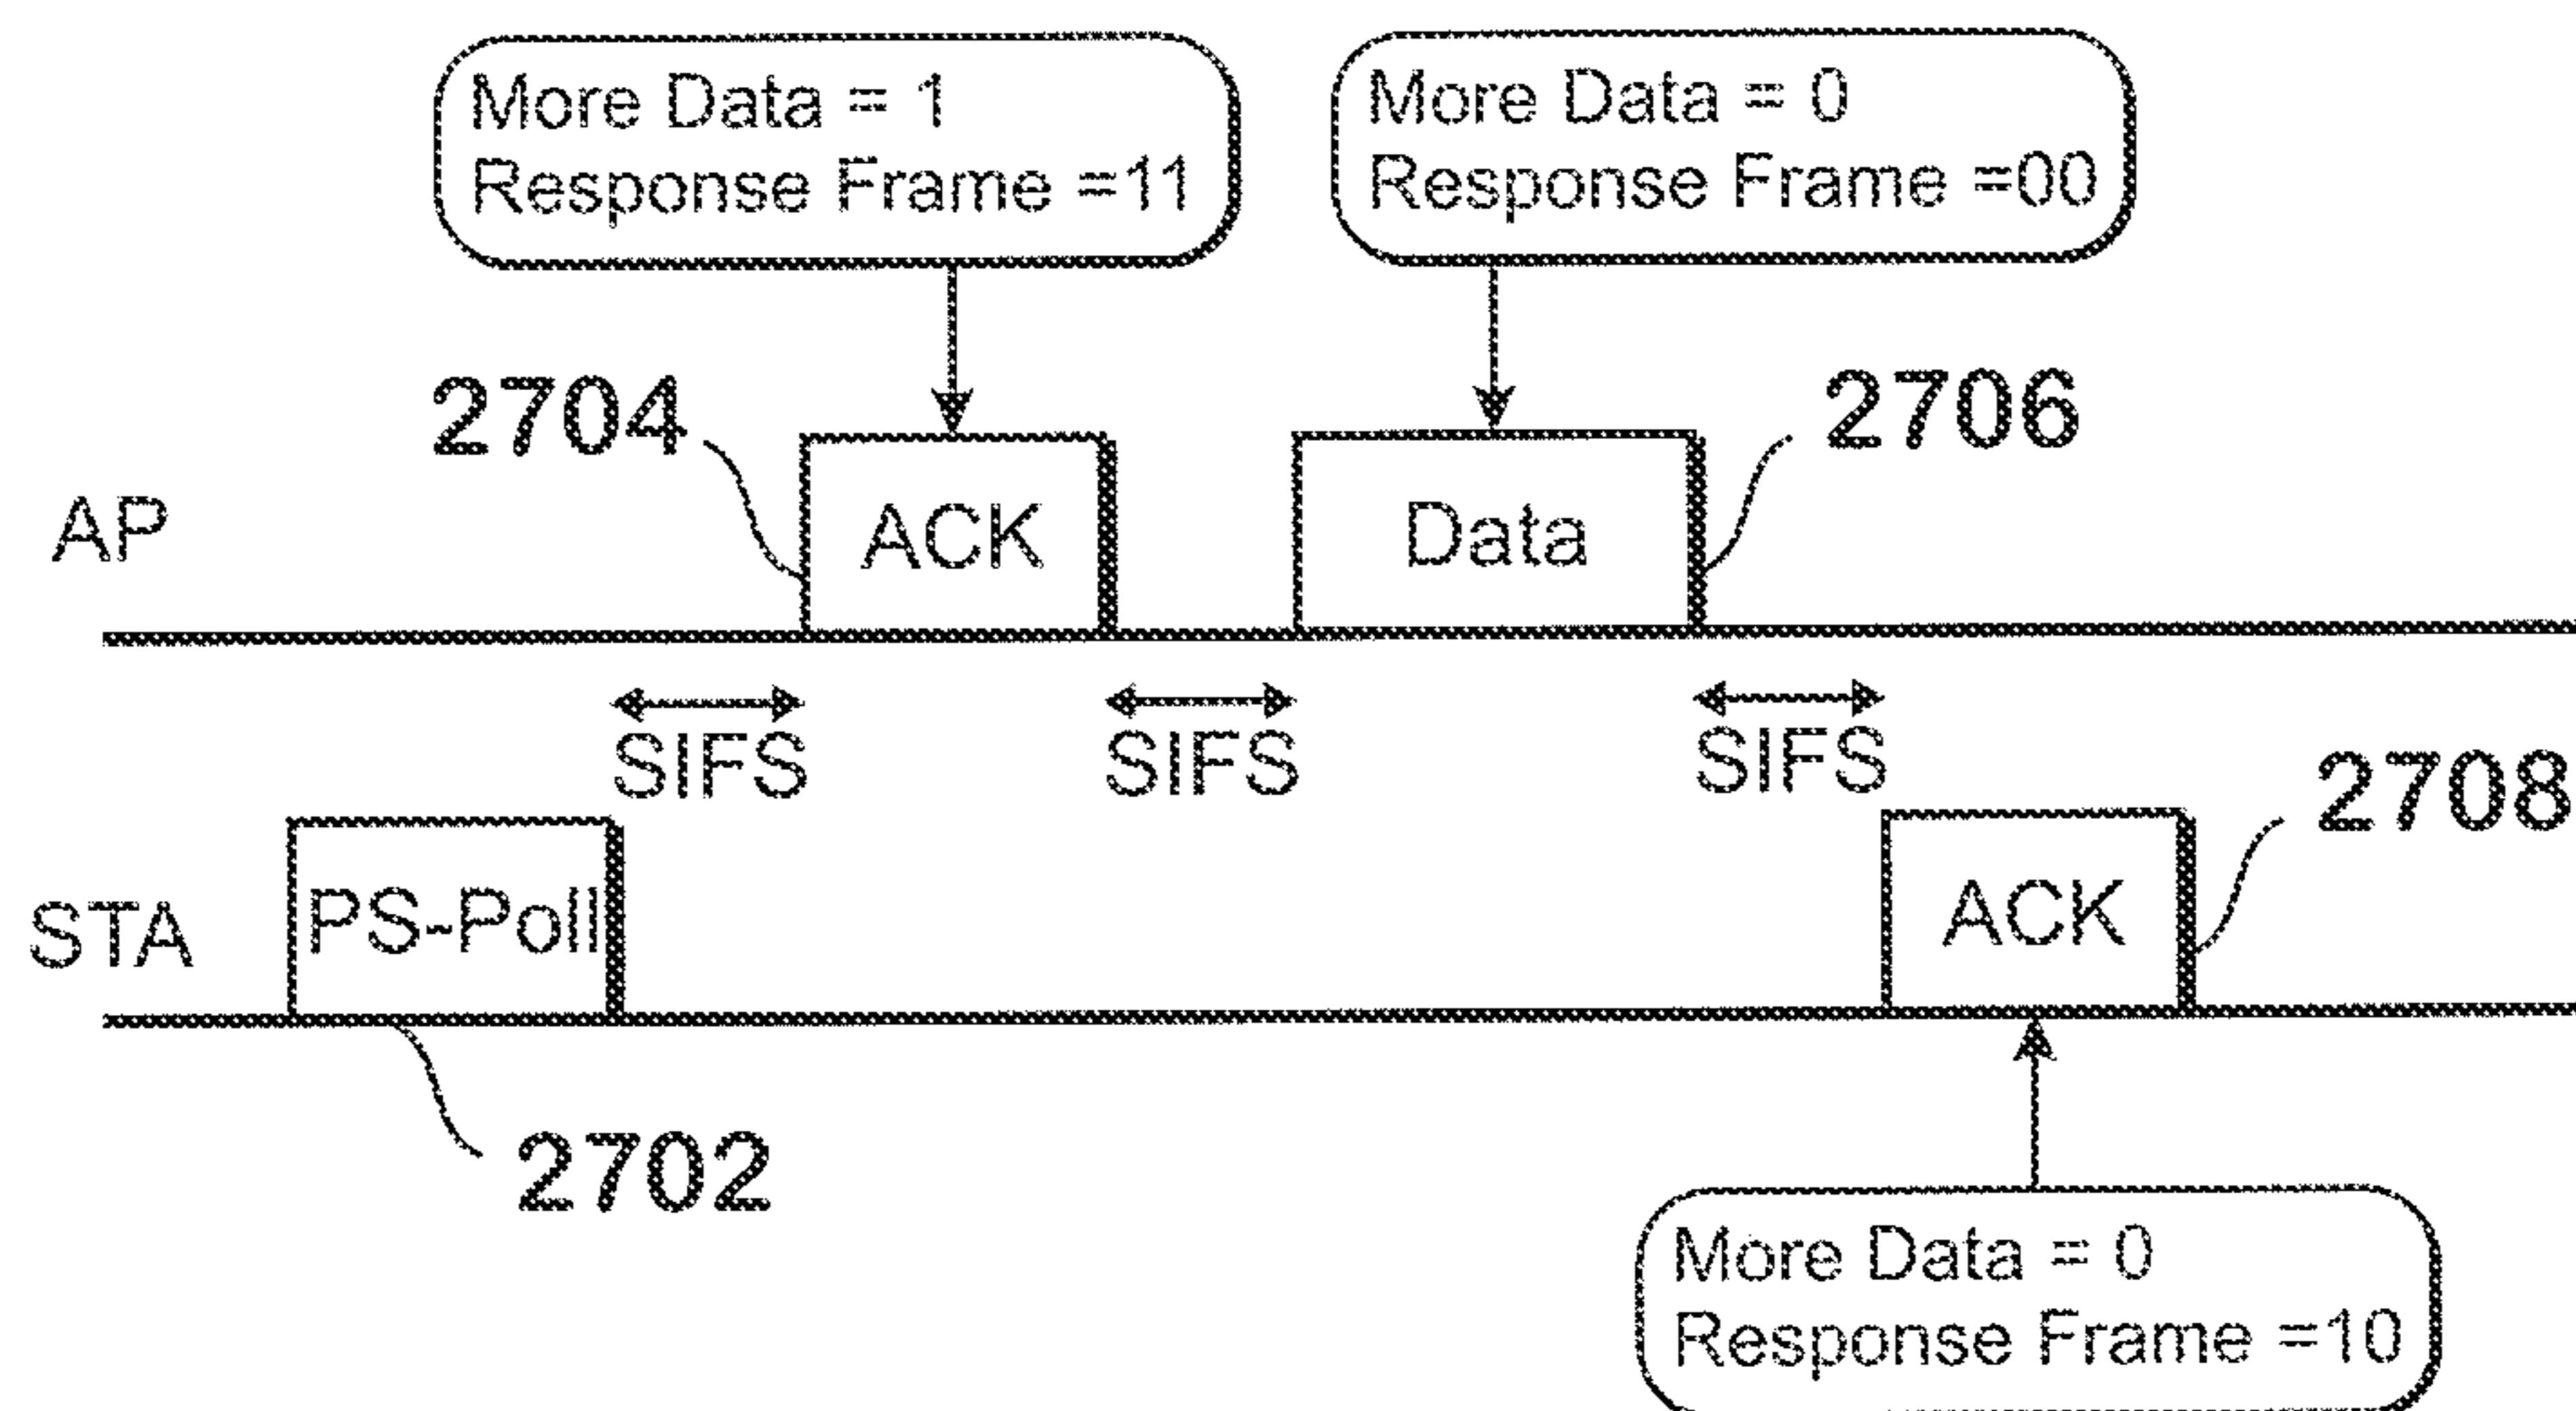 More Data = 1
Response Frame =11
More Data = 0
Response Frame =00
2704
2706
AP
ACK
Data
SIFS
SIFS
SIFS
2708
STA
PS-Poll
ACK
2702
More Data = 0
Response Frame =10